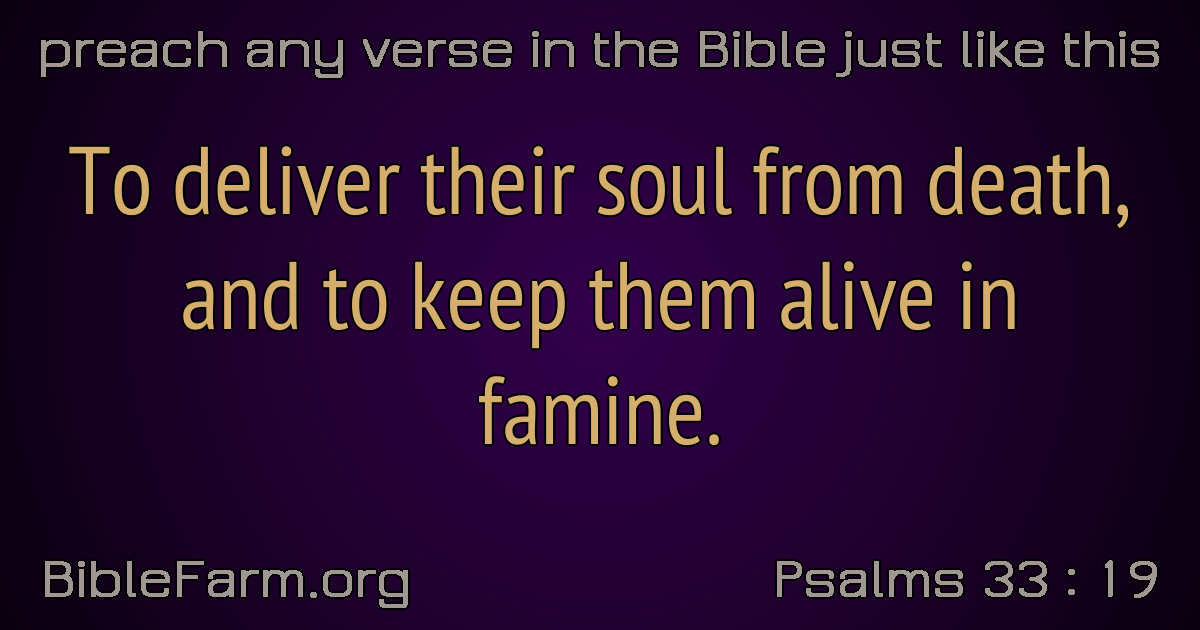 preach any verse in the Bible just like this
To deliver their soul from death,
and to keep them alive in
famine.
BibleFarm.org
Psalms 33 : 19